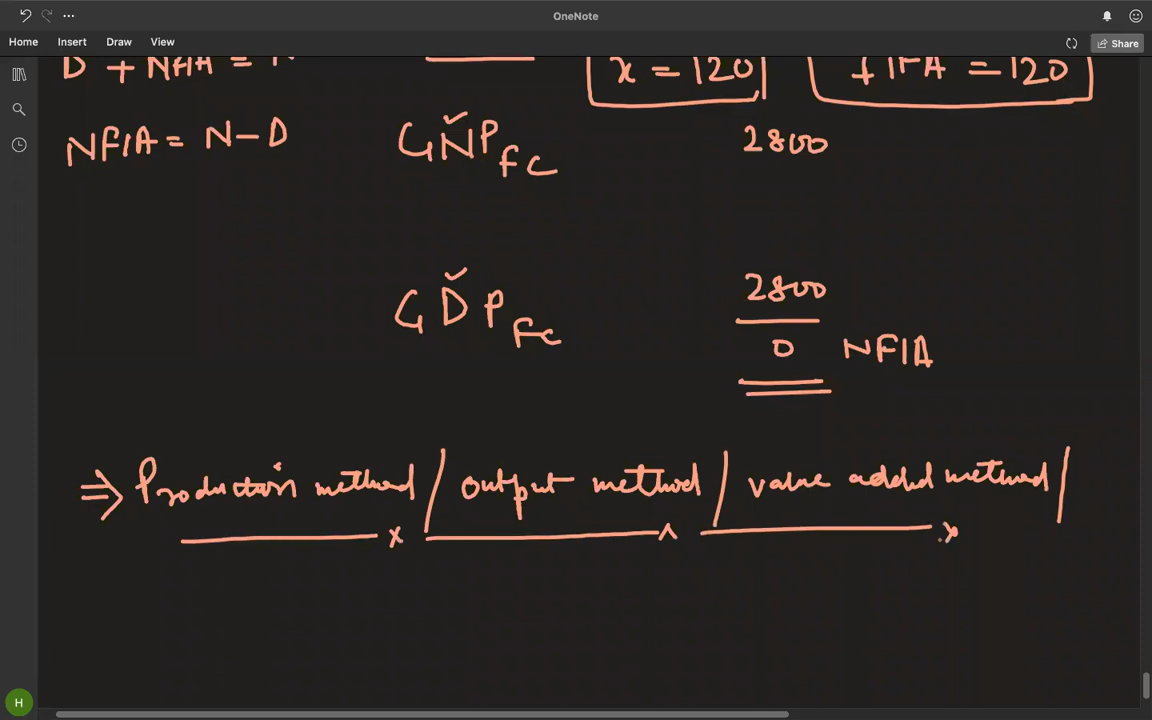 OneNote
Home Insert Draw View Share
D + NFIA = N
x = 120
+ IFA = 120
NFIA = N - D
GNP FC
2800
GDP FC
2800
0 NFIA
⇒ Production method / output method / value added method /
H